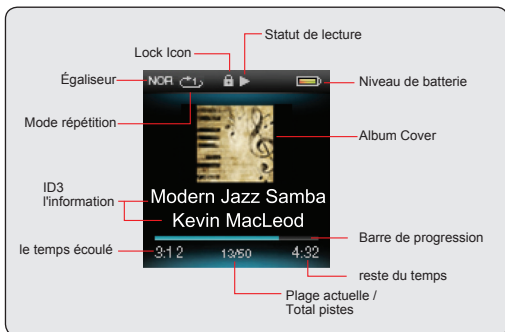 Statut de lecture
Lock Icon
Égaliseur
Niveau de batterie
NOR 1
Mode répétition
Album Cover
ID3
l'information
Modern Jazz Samba
Kevin MacLeod
Barre de progression
le temps écoulé
3:12 13/50 4:32
reste du temps
Plage actuelle /
Total pistes